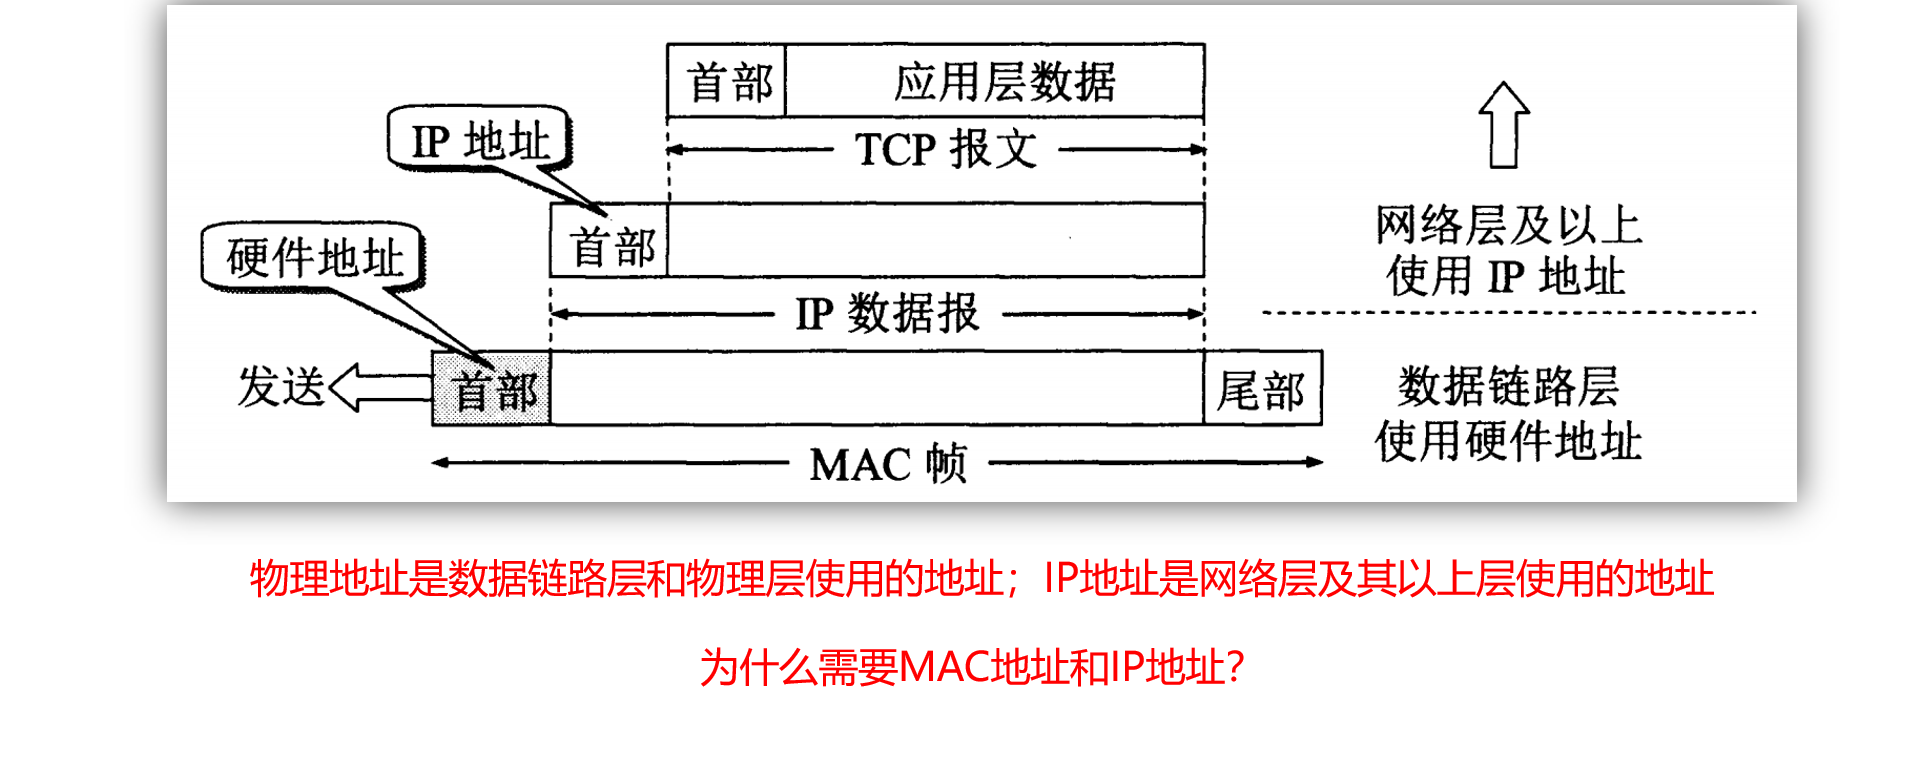 首部 应用层数据
IP 地址
TCP 报文
硬件地址
首部
网络层及以上
使用 IP 地址
IP 数据报
发送
首部
尾部
数据链路层
使用硬件地址
MAC 帧
物理地址是数据链路层和物理层使用的地址；IP地址是网络层及其以上层使用的地址
为什么需要MAC地址和IP地址?